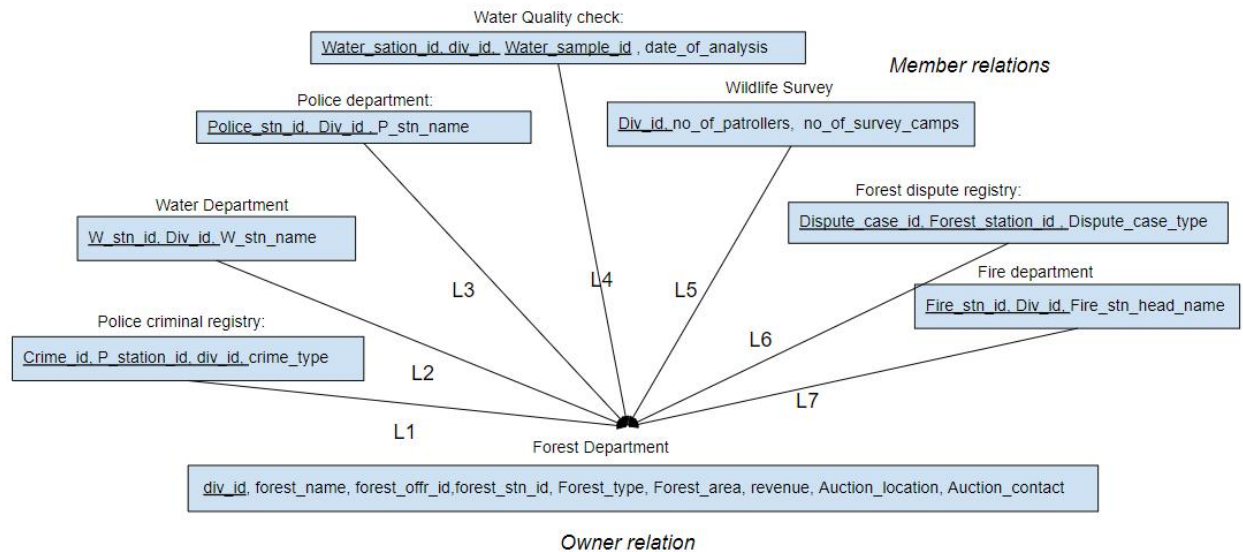 Water Quality check:
Water_sation_id, div_id, Water_sample_id , date_of_analysis
Member relations
Police department:
Police_stn_id, Div_id , P_stn_name
Wildlife Survey
Div_id, no_of_patrollers, no_of_survey_camps
Water Department
W_stn_id, Div_id, W_stn_name
Forest dispute registry:
Dispute_case_id, Forest_station_id , Dispute_case_type
Fire department
Fire_stn_id, Div_id, Fire_stn_head_name
Police criminal registry:
Crime_id, P_station_id, div_id, crime_type
L1
L2
L3
L4
L5
L6
L7
Forest Department
div_id, forest_name, forest_offr_id,forest_stn_id, Forest_type, Forest_area, revenue, Auction_location, Auction_contact
Owner relation